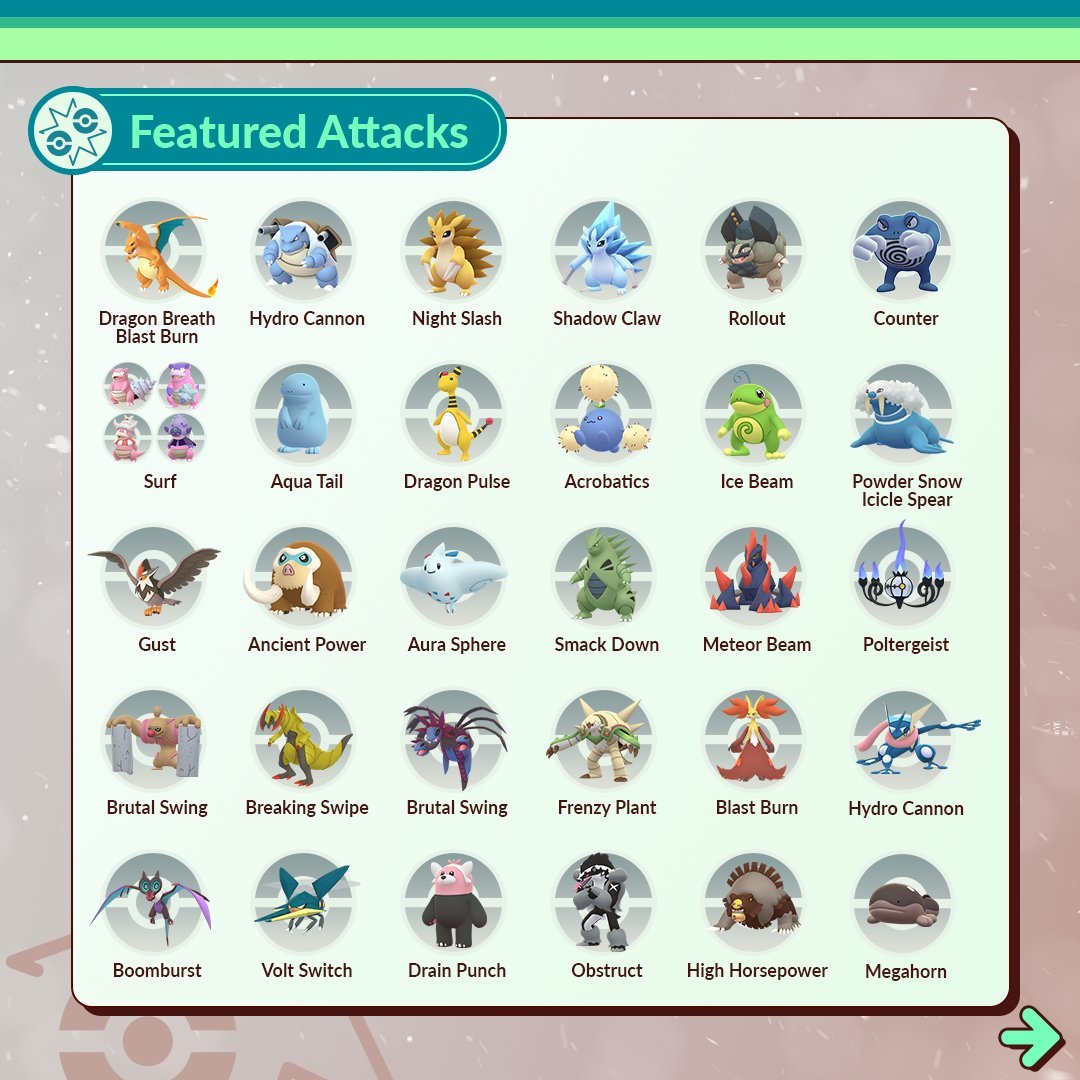 Featured Attacks
Dragon Breath
Blast Burn
Hydro Cannon
Night Slash
Shadow Claw
Rollout
Counter
Surf
Aqua Tail
Dragon Pulse
Acrobatics
Ice Beam
Powder Snow
Icicle Spear
Gust
Ancient Power
Aura Sphere
Smack Down
Meteor Beam
Poltergeist
Brutal Swing
Breaking Swipe
Brutal Swing
Frenzy Plant
Blast Burn
Hydro Cannon
Boomburst
Volt Switch
Drain Punch
Obstruct
High Horsepower
Megahorn